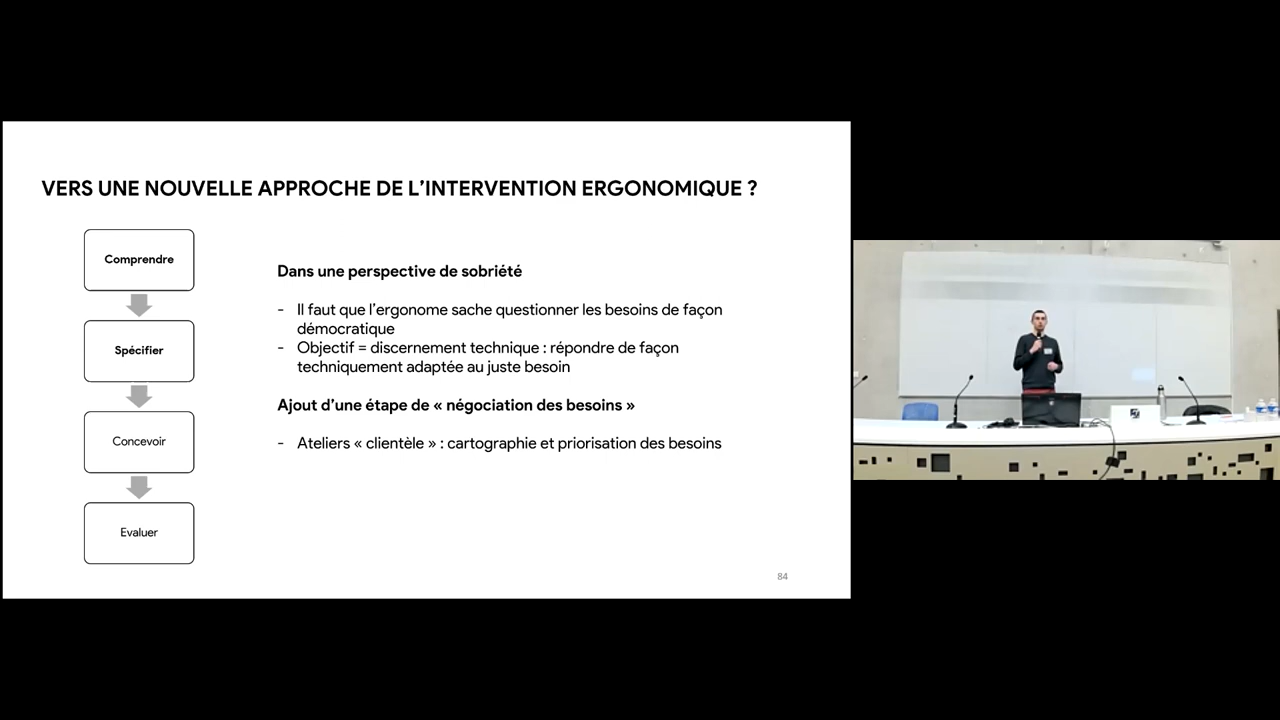 VERS UNE NOUVELLE APPROCHE DE L'INTERVENTION ERGONOMIQUE ?
Comprendre
Spécifier
Concevoir
Evaluer
Dans une perspective de sobriété
- Il faut que l'ergonome sache questionner les besoins de façon
démocratique
- Objectif = discernement technique : répondre de façon
techniquement adaptée au juste besoin
Ajout d'une étape de « négociation des besoins »
- Ateliers « clientèle » : cartographie et priorisation des besoins
84